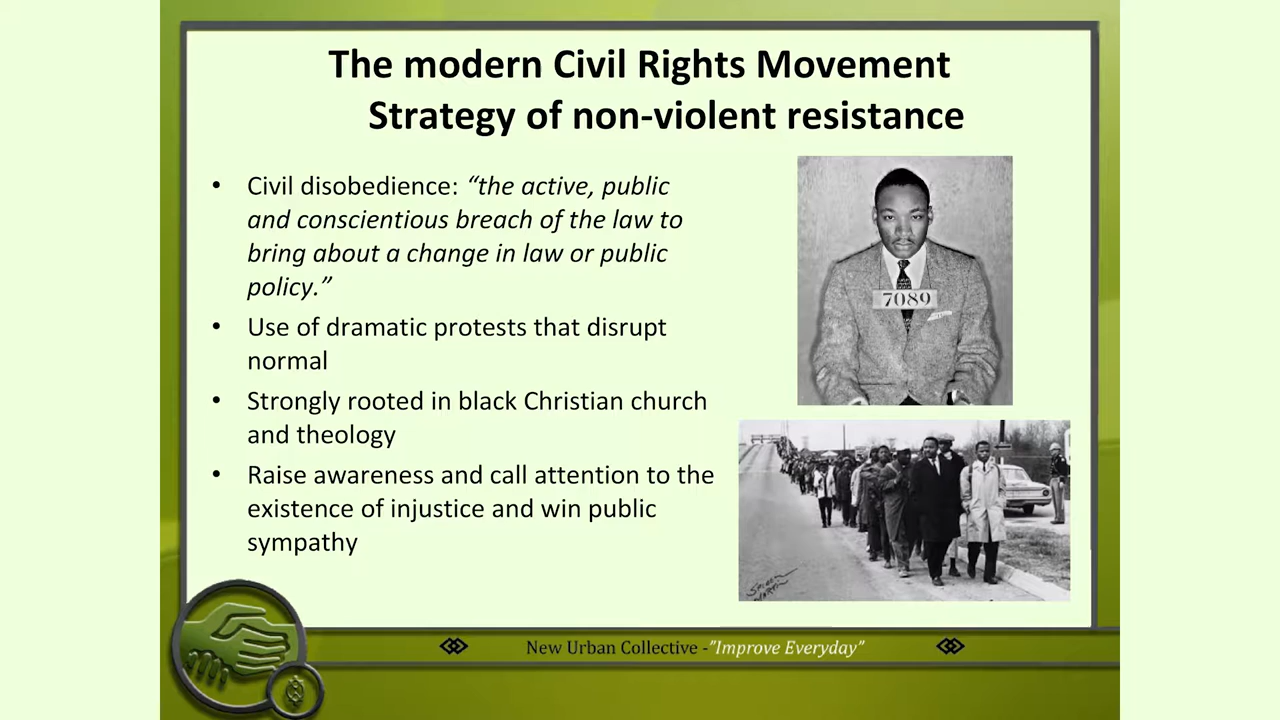 The modern Civil Rights Movement
Strategy of non-violent resistance
• Civil disobedience: “the active, public
and conscientious breach of the law to
bring about a change in law or public
policy.”
• Use of dramatic protests that disrupt
normal
• Strongly rooted in black Christian church
and theology
• Raise awareness and call attention to the
existence of injustice and win public
sympathy
7089
New Urban Collective -”Improve Everyday”